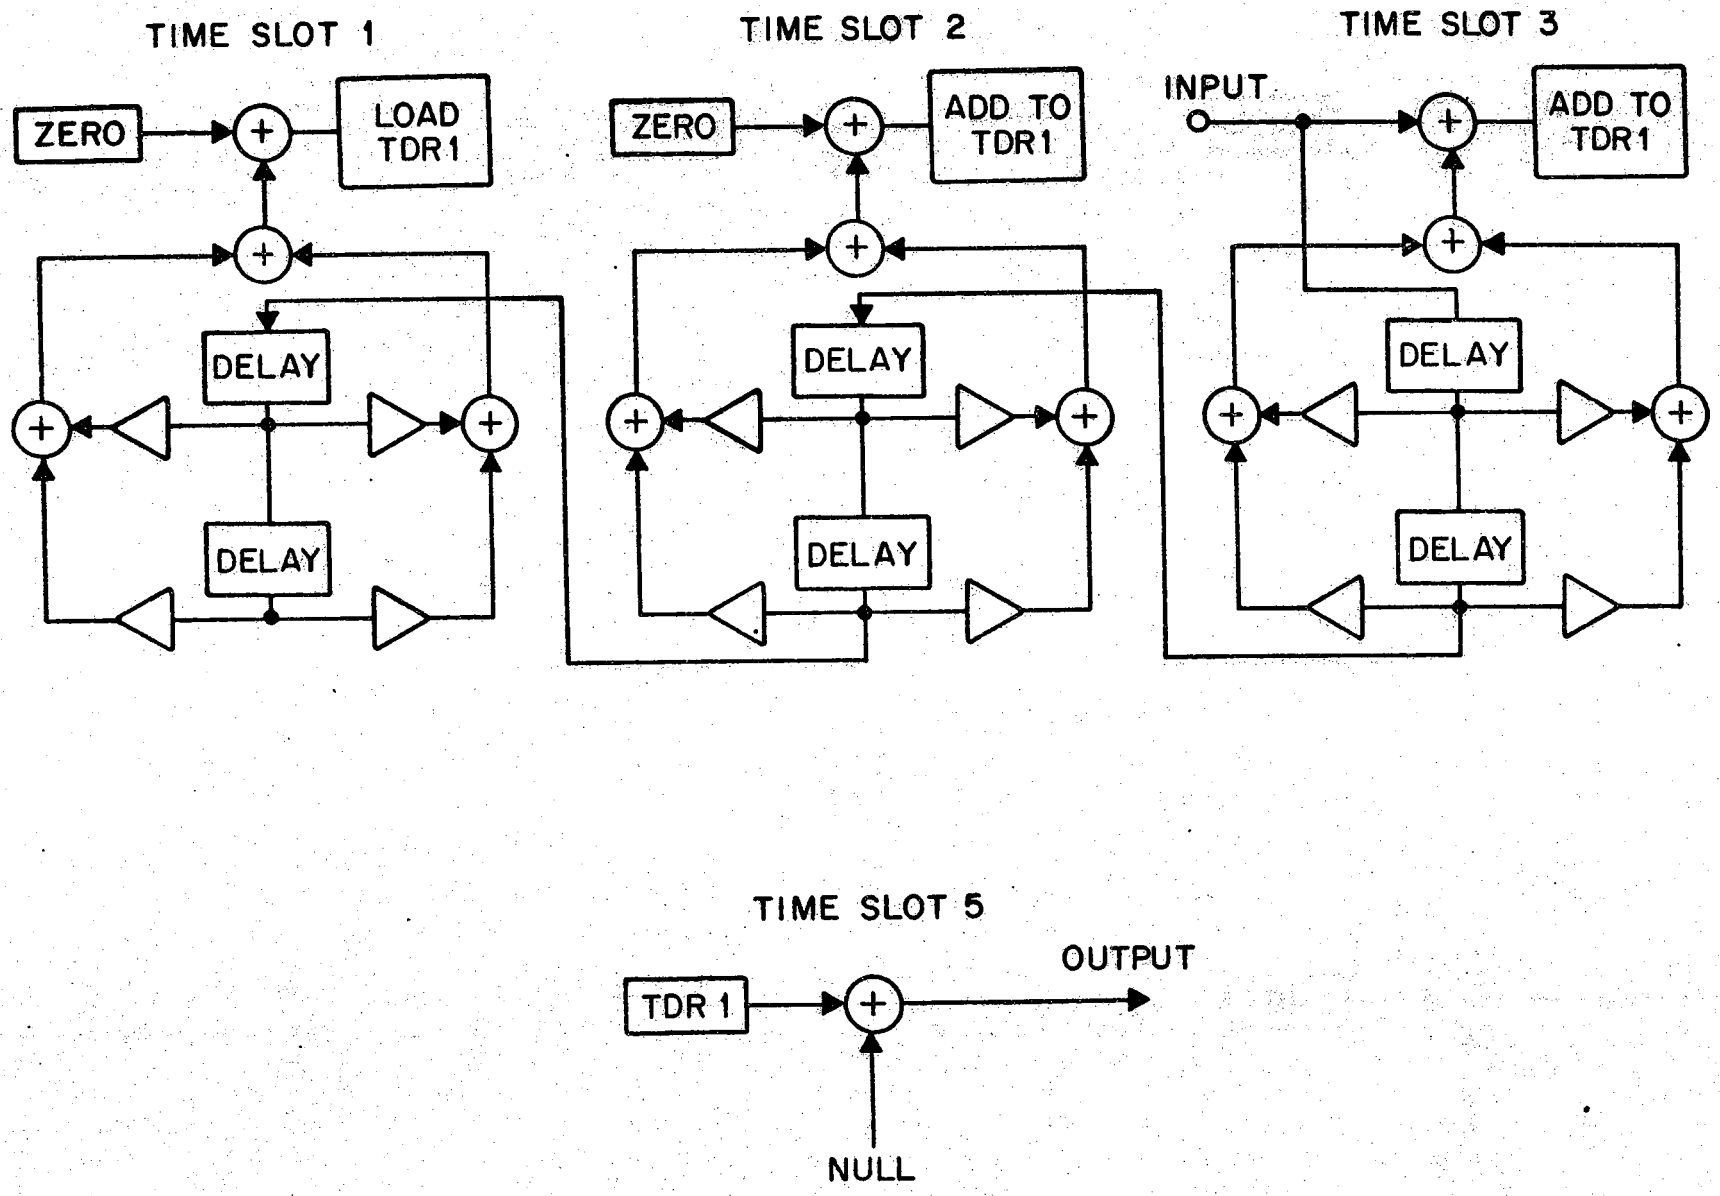 TIME SLOT 1
ZERO
+
LOAD
TDR1
+
DELAY
+
+
DELAY
TIME SLOT 2
ZERO
+
ADD TO
TDR1
+
DELAY
+
+
DELAY
TIME SLOT 3
INPUT
+
ADD TO
TDR1
+
DELAY
+
+
DELAY
TIME SLOT 5
TDR 1
+
OUTPUT
NULL